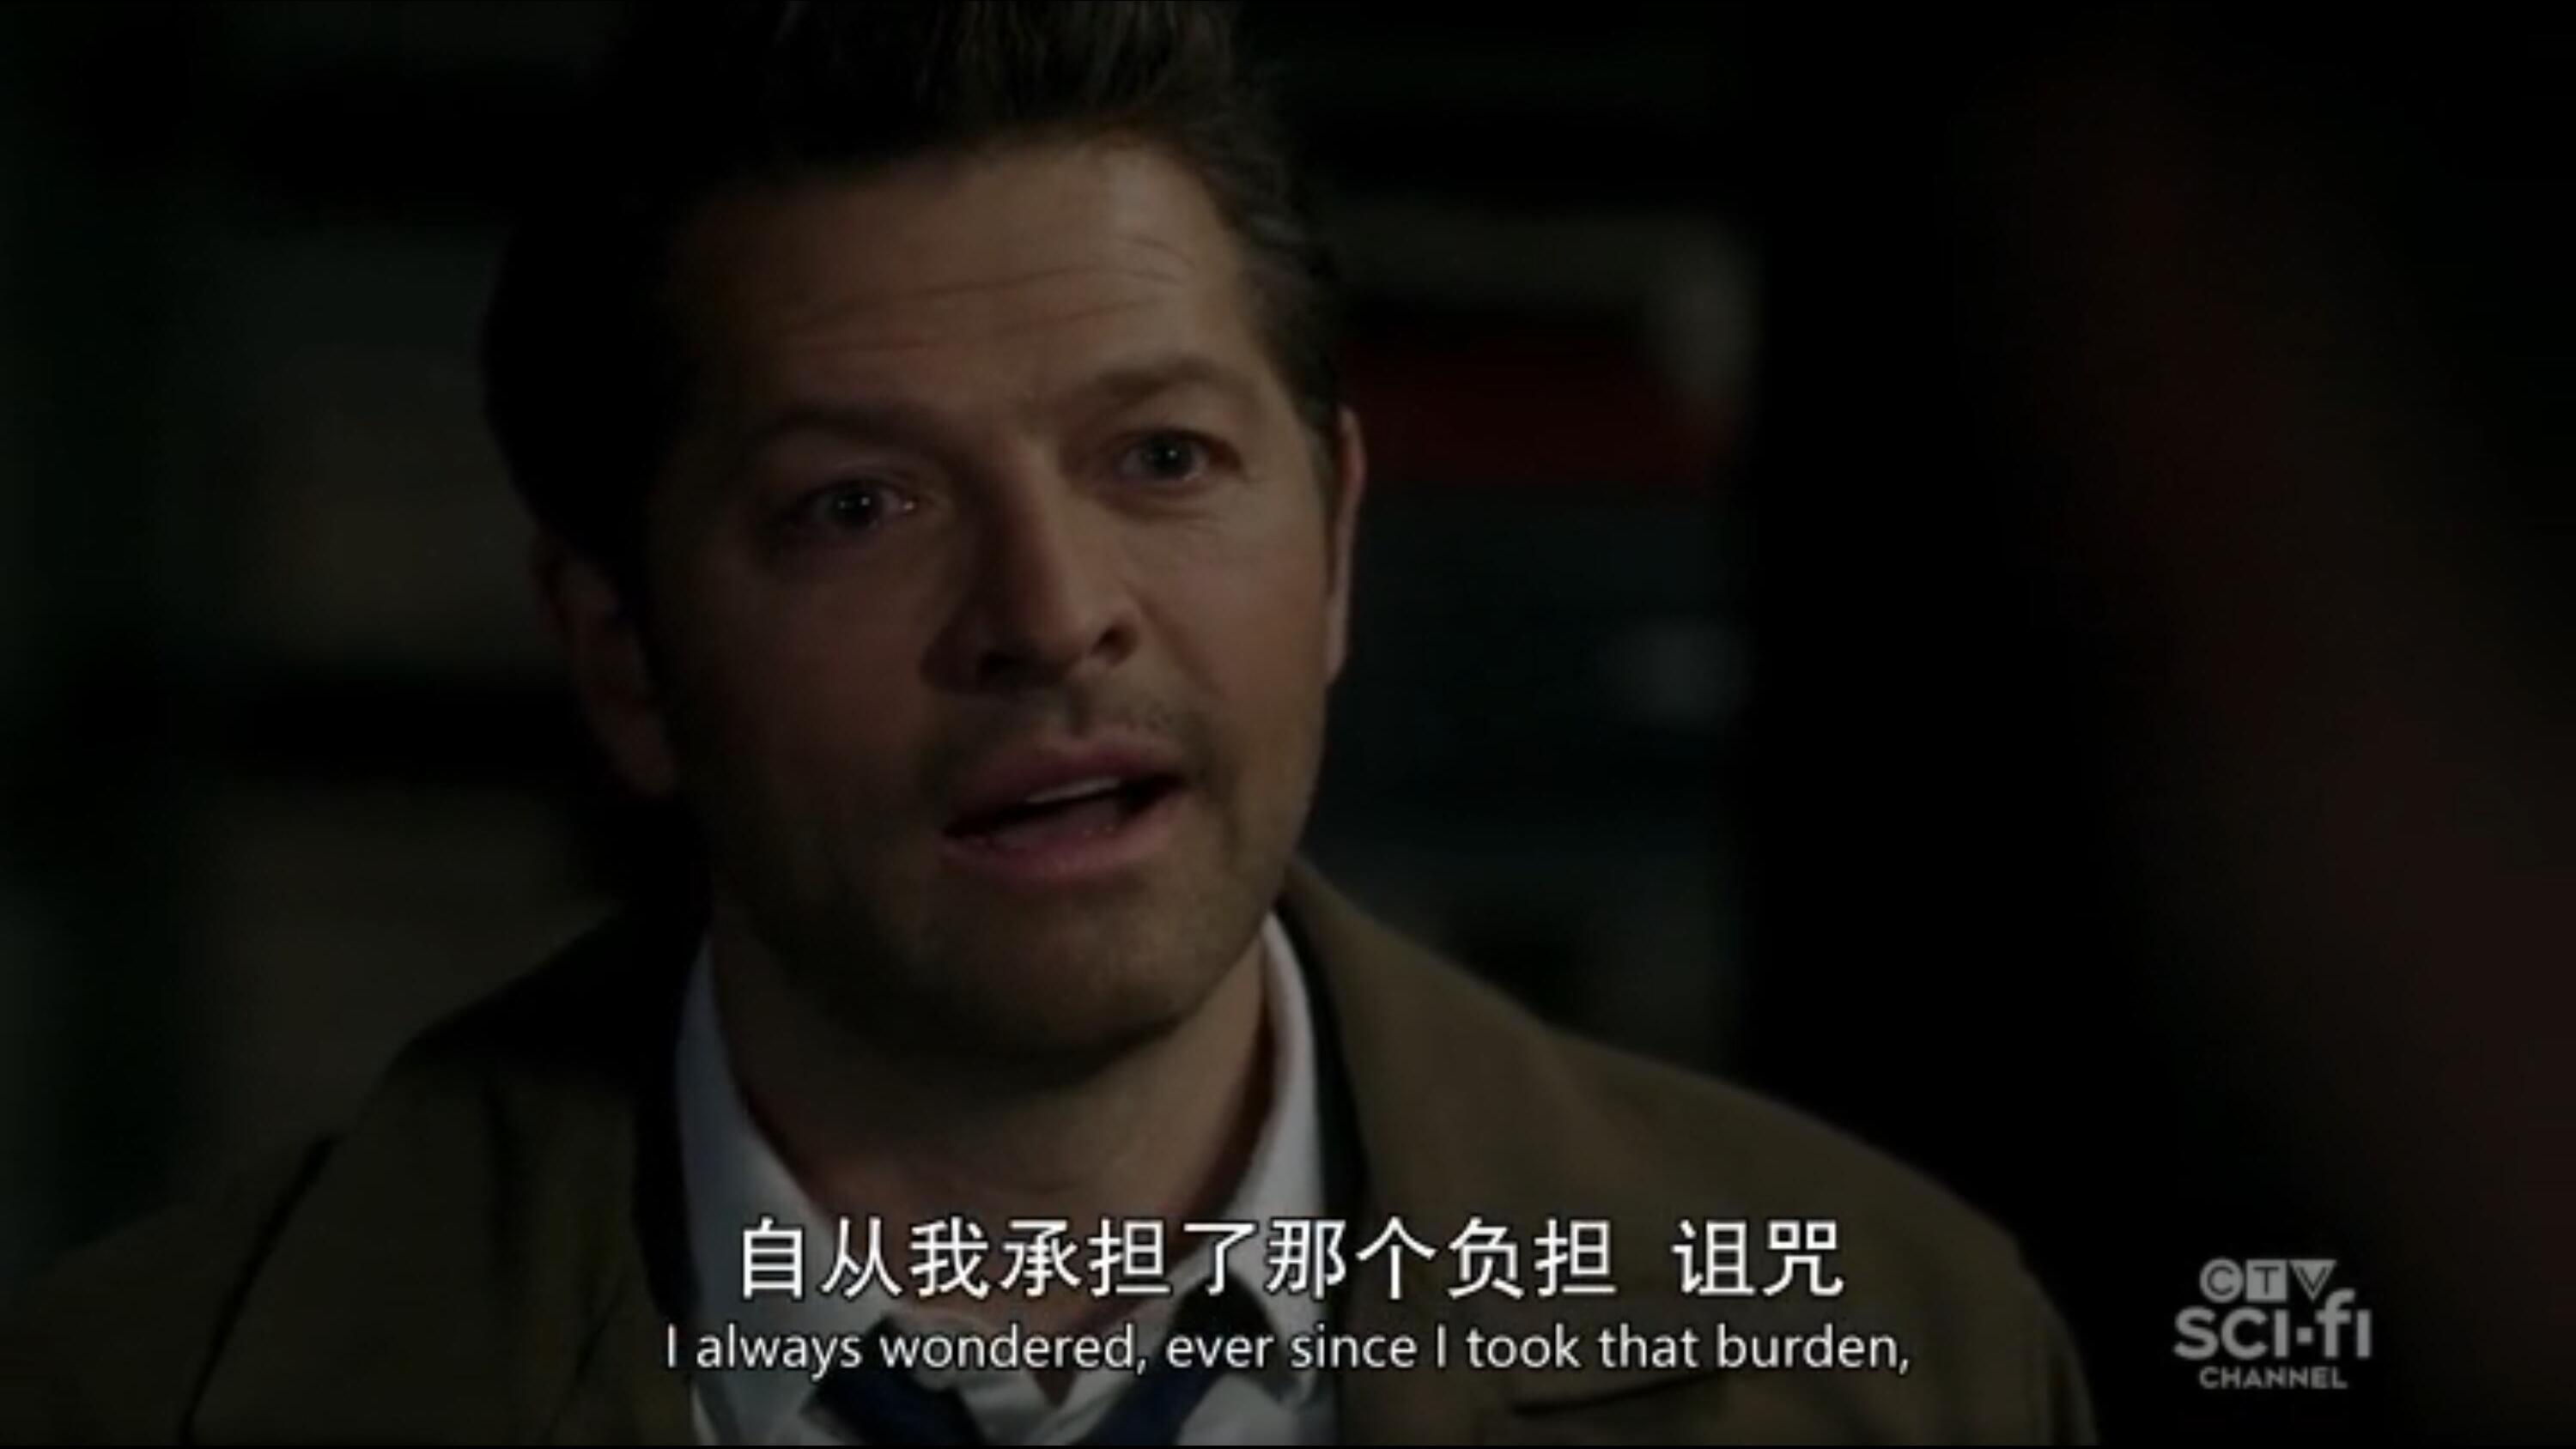 自从我承担了那个负担 诅咒
I always wondered, ever since I took that burden,
CTV
sci-fi
CHANNEL